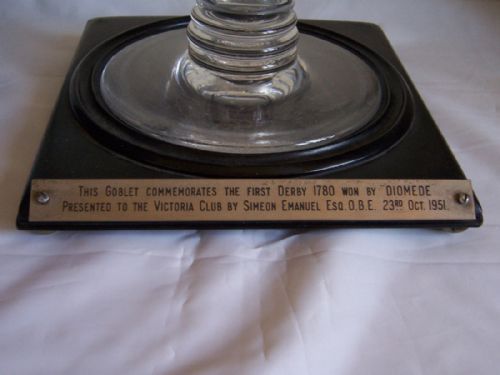 THIS GOBLET COMMEMORATES THE FIRST DERBY 1780 WON BY "DIOMEDE
PRESENTED TO THE VICTORIA CLUB BY SIMEON EMANUEL ESQ. O.B.E. 23RD OCT. 1951.